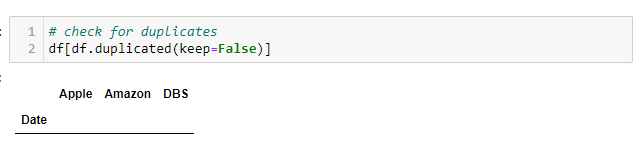 1 # check for duplicates
2 df[df.duplicated(keep=False)]
Apple Amazon DBS
Date